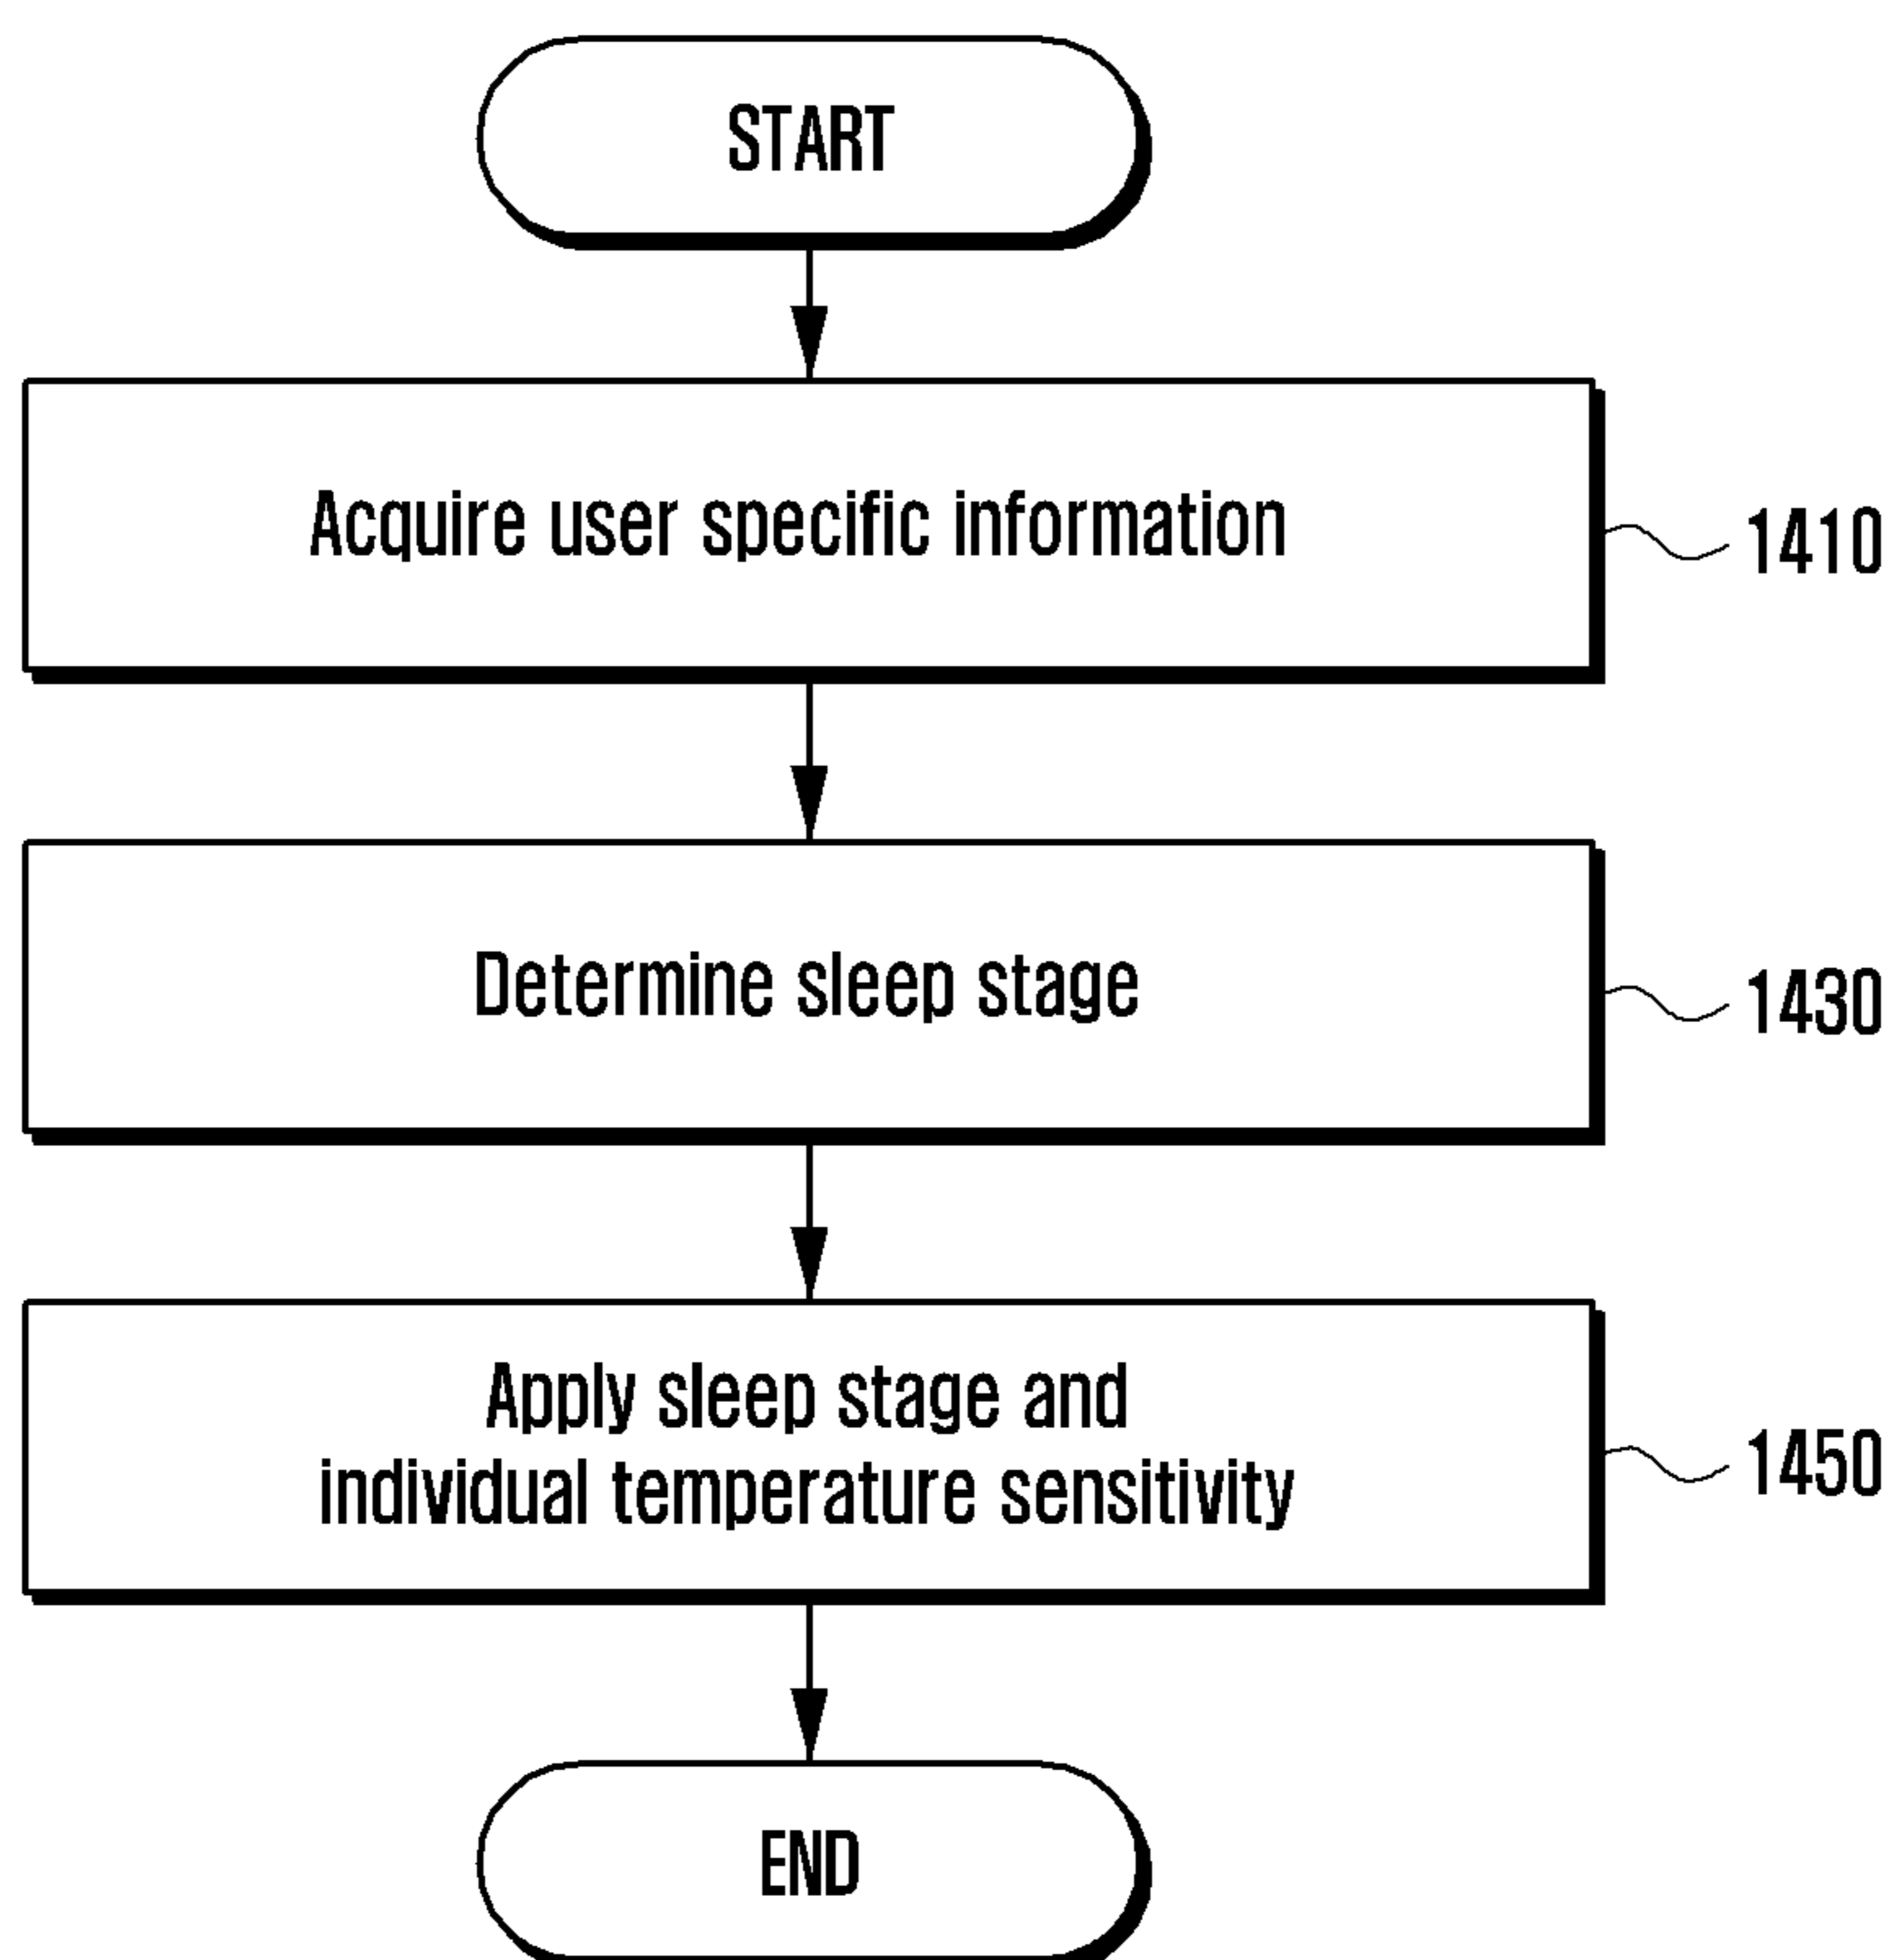 START
Acquire user specific information
1410
Determine sleep stage
1430
Apply sleep stage and
individual temperature sensitivity
1450
END